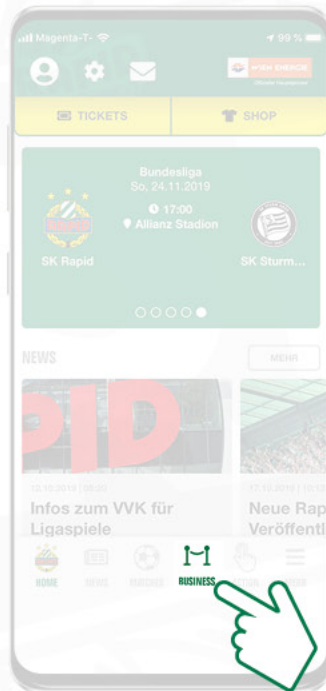 Magenta-T-
99 %
WIEN ENERGIE
TICKETS
SHOP
Bundesliga
So, 24.11.2019
17:00
Allianz Stadion
SK Rapid
SK Sturm...
NEWS
MEHR
PID
Infos zum VVK für
Ligaspiele
Neue Rap
Veröffentl
HOME
NEWS
BUSINESS